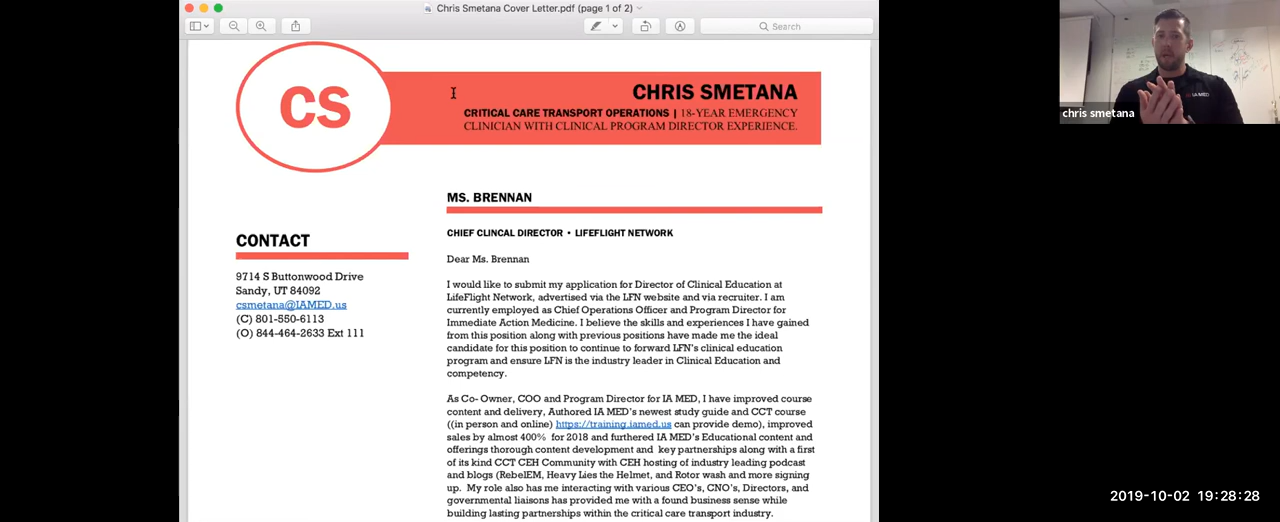 Chris Smetana Cover Letter.pdf (page 1 of 2)
Search
CS
CHRIS SMETANA
CRITICAL CARE TRANSPORT OPERATIONS | 18-YEAR EMERGENCY
CLINICIAN WITH CLINICAL PROGRAM DIRECTOR EXPERIENCE.
CONTACT
9714 S Buttonwood Drive
Sandy, UT 84092
csmetana@IAMED.us
(C) 801-550-6113
(O) 844-464-2633 Ext 111
MS. BRENNAN
CHIEF CLINCAL DIRECTOR • LIFEFLIGHT NETWORK
Dear Ms. Brennan
I would like to submit my application for Director of Clinical Education at
LifeFlight Network, advertised via the LFN website and via recruiter. I am
currently employed as Chief Operations Officer and Program Director for
Immediate Action Medicine. I believe the skills and experiences I have gained
from this position along with previous positions have made me the ideal
candidate for this position to continue to forward LFN's clinical education
program and ensure LFN is the industry leader in Clinical Education and
competency.
As Co- Owner, COO and Program Director for IA MED, I have improved course
content and delivery, Authored IA MED's newest study guide and CCT course
((in person and online) https://training.iamed.us can provide demo), improved
sales by almost 400% for 2018 and furthered IA MED's Educational content and
offerings thorough content development and key partnerships along with a first
of its kind CCT CEH Community with CEH hosting of industry leading podcast
and blogs (RebelEM, Heavy Lies the Helmet, and Rotor wash and more signing
up. My role also has me interacting with various CEO's, CNO's, Directors, and
governmental liaisons has provided me with a found business sense while
building lasting partnerships within the critical care transport industry.
IA MED
chris smetana
2019-10-02 19:28:28